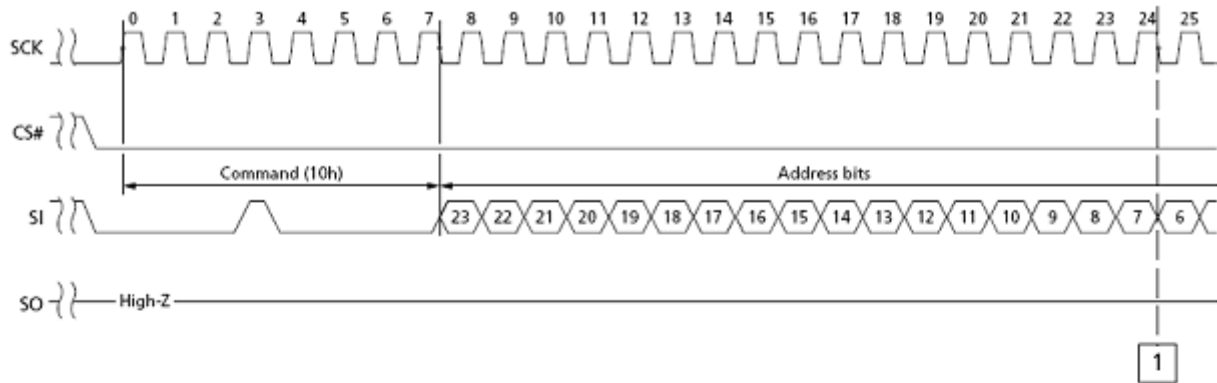 0 1 2 3 4 5 6 7 8 9 10 11 12 13 14 15 16 17 18 19 20 21 22 23 24 25
SCK
CS#
Command (10h) Address bits
SI 23 22 21 20 19 18 17 16 15 14 13 12 11 10 9 8 7 6
SO High-Z
1